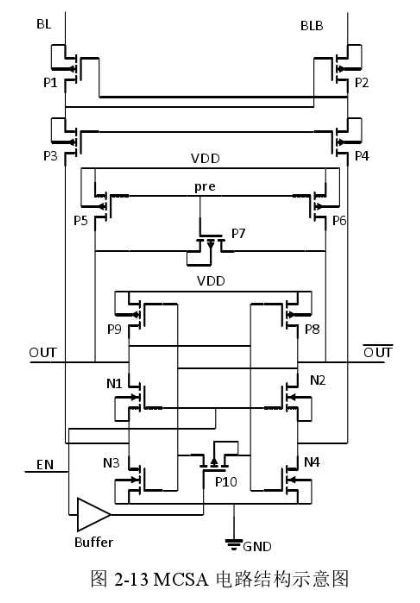 BL BLB
P1 P2
P3 P4
VDD
pre
P5 P6
P7
VDD
P9 P8
OUT OUT
N1 N2
EN N3 N4
P10
Buffer
GND
图 2-13 MCSA 电路结构示意图